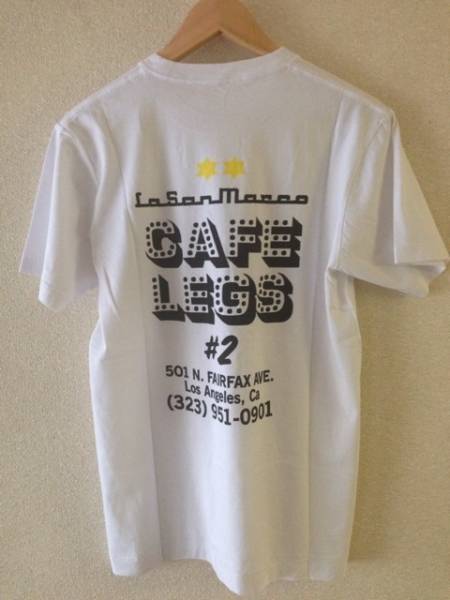 La San Marco
CAFE
LEGS
#2
501 N. FAIRFAX AVE.
Los Angeles, Ca
(323) 951-0901